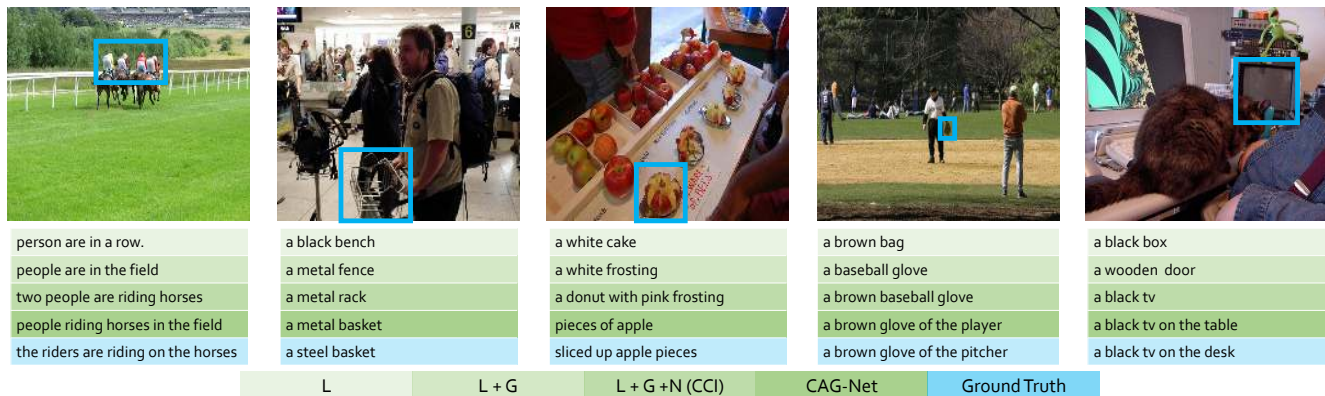 6
AR
person are in a row.
people are in the field
two people are riding horses
people riding horses in the field
the riders are riding on the horses
a black bench
a metal fence
a metal rack
a metal basket
a steel basket
a white cake
a white frosting
a donut with pink frosting
pieces of apple
sliced up apple pieces
a brown bag
a baseball glove
a brown baseball glove
a brown glove of the player
a brown glove of the pitcher
a black box
a wooden door
a black tv
a black tv on the table
a black tv on the desk
L
L + G
L + G +N (CCI)
CAG-Net
Ground Truth